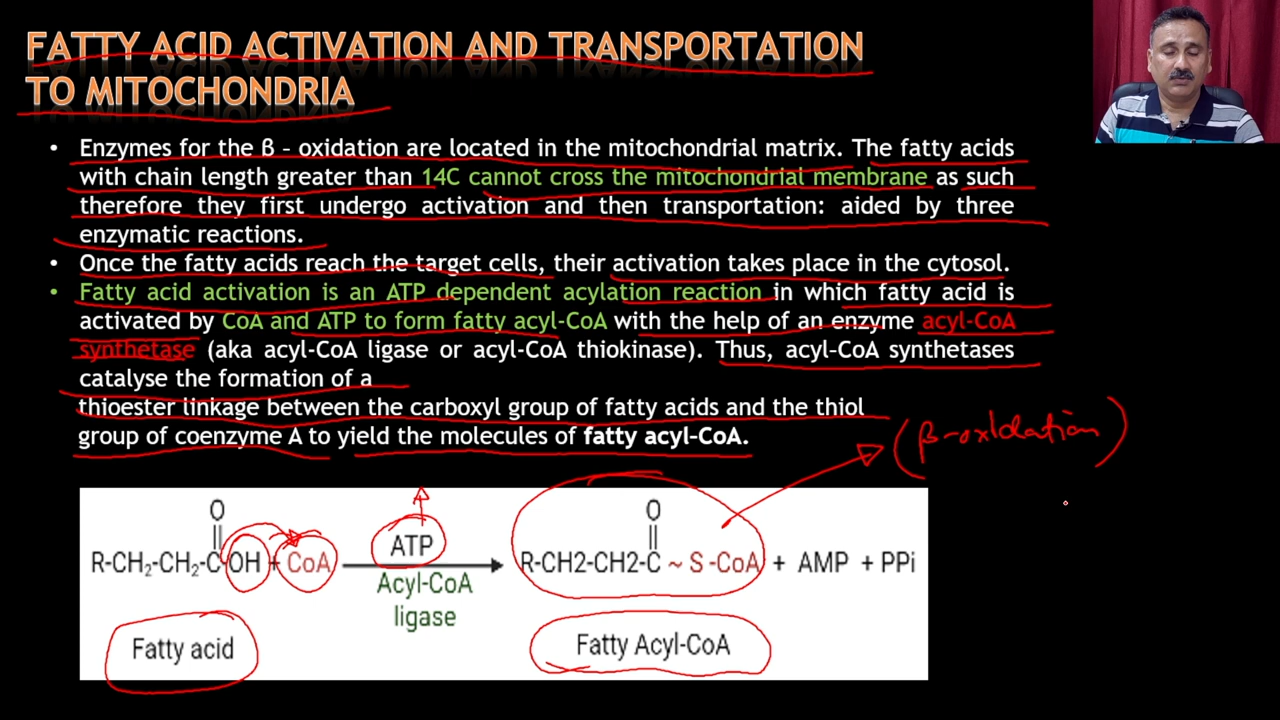 FATTY ACID ACTIVATION AND TRANSPORTATION
TO MITOCHONDRIA
• Enzymes for the β – oxidation are located in the mitochondrial matrix. The fatty acids
with chain length greater than 14C cannot cross the mitochondrial membrane as such
therefore they first undergo activation and then transportation: aided by three
enzymatic reactions.
• Once the fatty acids reach the target cells, their activation takes place in the cytosol.
• Fatty acid activation is an ATP dependent acylation reaction in which fatty acid is
activated by CoA and ATP to form fatty acyl-CoA with the help of an enzyme acyl-CoA
synthetase (aka acyl-CoA ligase or acyl-CoA thiokinase). Thus, acyl–CoA synthetases
catalyse the formation of a
thioester linkage between the carboxyl group of fatty acids and the thiol
group of coenzyme A to yield the molecules of fatty acyl–CoA.
(β-oxidation)
O O
R-CH₂-CH₂-C OH + CoA ATP R-CH2-CH2-C ~ S -CoA + AMP + PPi
Acyl-CoA
ligase
Fatty acid Fatty Acyl-CoA